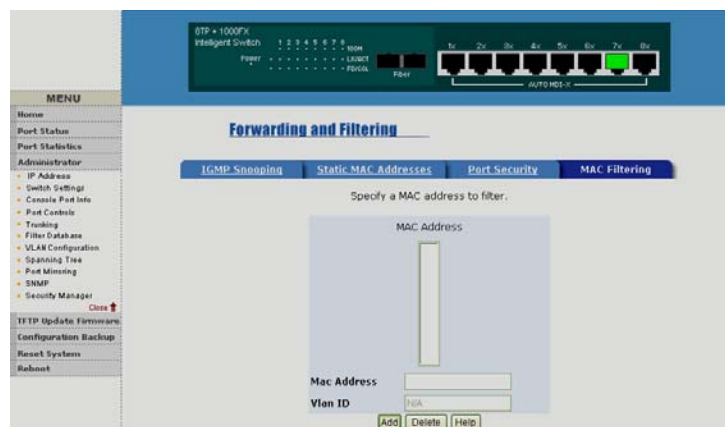 8TP + 1000FX
Intelligent Switch
1 2 3 4 5 6 7 8
100M
Power
LK/ACT
FD/COL
Fiber
1x 2x 3x 4x 5x 6x 7x 8x
AUTO MDI-X
MENU
Home
Port Status
Port Statistics
Administrator
IP Address
Switch Settings
Console Port Info
Port Controls
Trunking
Filter Database
VLAN Configuration
Spanning Tree
Port Mirroring
SNMP
Security Manager
Close
TFTP Update Firmware
Configuration Backup
Reset System
Reboot
Forwarding and Filtering
IGMP Snooping Static MAC Addresses Port Security MAC Filtering
Specify a MAC address to filter.
MAC Address
Mac Address
Vlan ID N/A
Add Delete Help